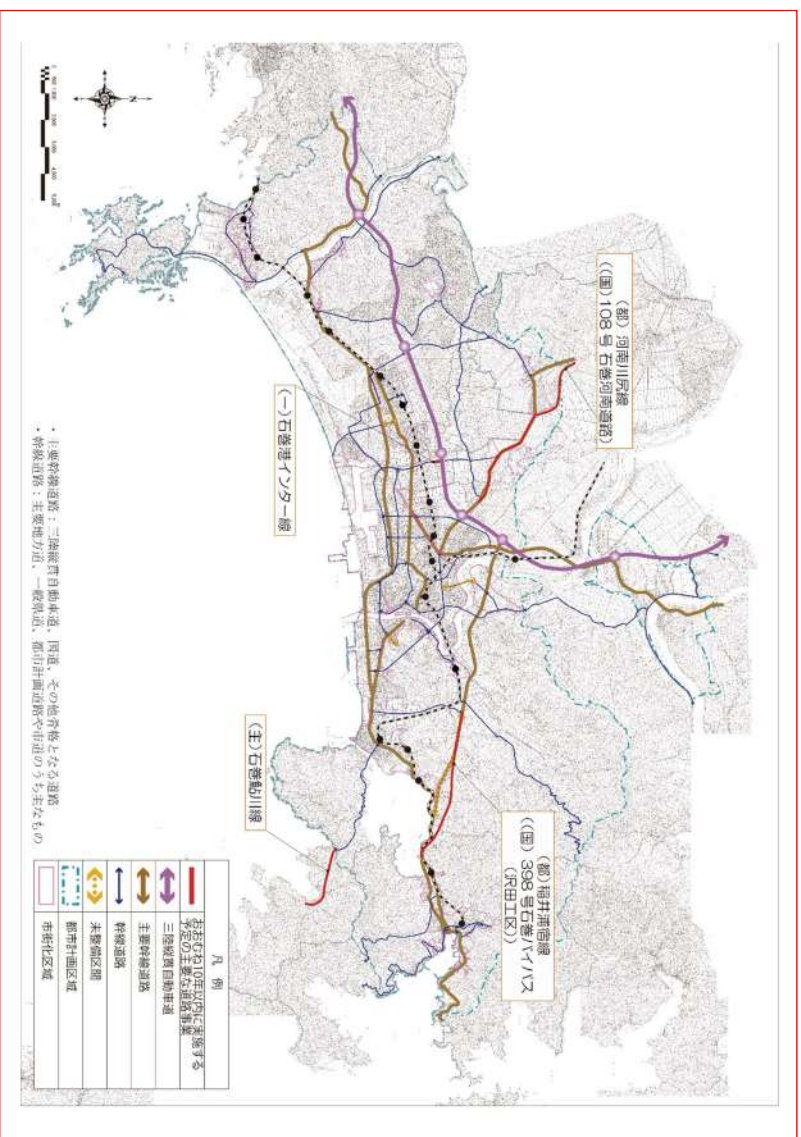 (都) 河南川尻線
((国) 108 号 石巻河南道路)
(一)石巻港インター線
(都)稲井浦宿線
((国) 398 号石巻バイパス
(沢田工区))
(主)石巻鮎川線
・主要幹線道路：三陸縦貫自動車道、国道、その他骨格となる道路
・幹線道路：主要地方道、一般県道、都市計画道路や市道のうち主なもの
凡 例
おおむね10年以内に実施する
予定の主要な道路事業
三陸縦貫自動車道
主要幹線道路
幹線道路
未整備区間
都市計画区域
市街化区域